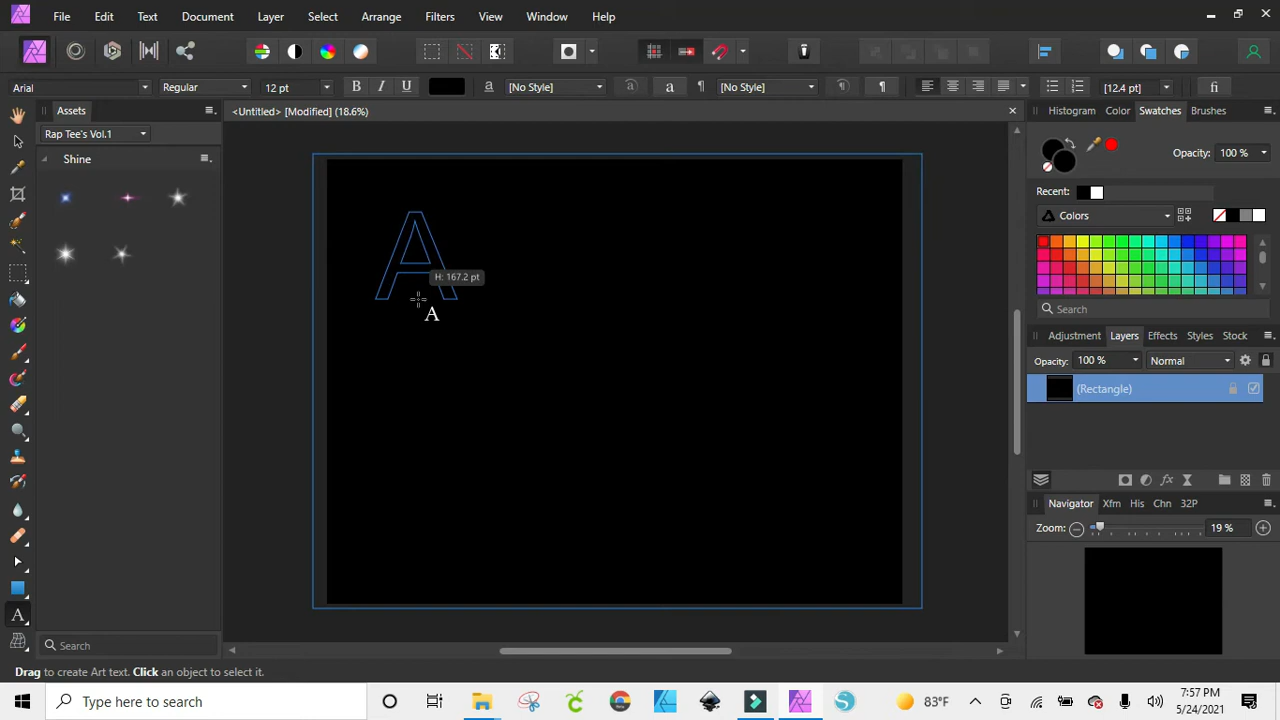 File Edit Text Document Layer Select Arrange Filters View Window Help
Arial Regular 12 pt B I U a [No Style] a a ¶ [No Style] ¶ ¶ [12.4 pt] fi
Assets <Untitled> [Modified] (18.6%) Histogram Color Swatches Brushes
Rap Tee's Vol.1
Shine
Opacity: 100 %
Recent:
Colors
A
H: 167.2 pt
A
Search
Adjustment Layers Effects Styles Stock
Opacity: 100 % Normal
(Rectangle)
fx
Navigator Xfm His Chn 32P
Zoom: 19 %
A
Search
Drag to create Art text. Click an object to select it.
Type here to search
83°F
7:57 PM
5/24/2021